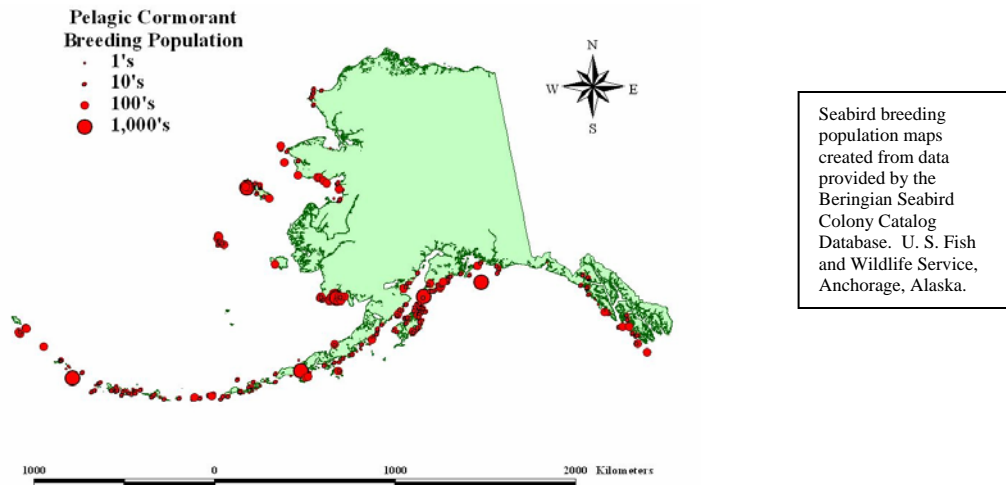 Pelagic Cormorant
Breeding Population
1's
10's
100's
1,000's
N
W
E
S
Seabird breeding
population maps
created from data
provided by the
Beringian Seabird
Colony Catalog
Database. U. S. Fish
and Wildlife Service,
Anchorage, Alaska.
1000 0 1000 2000 Kilometers